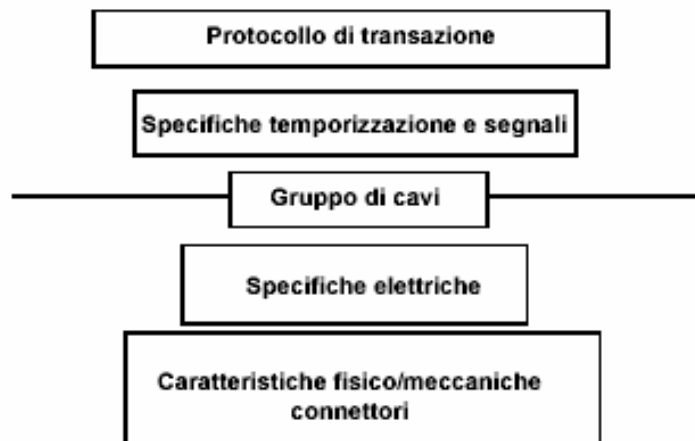 Protocollo di transazione
Specifiche temporizzazione e segnali
Gruppo di cavi
Specifiche elettriche
Caratteristiche fisico/meccaniche
connettori